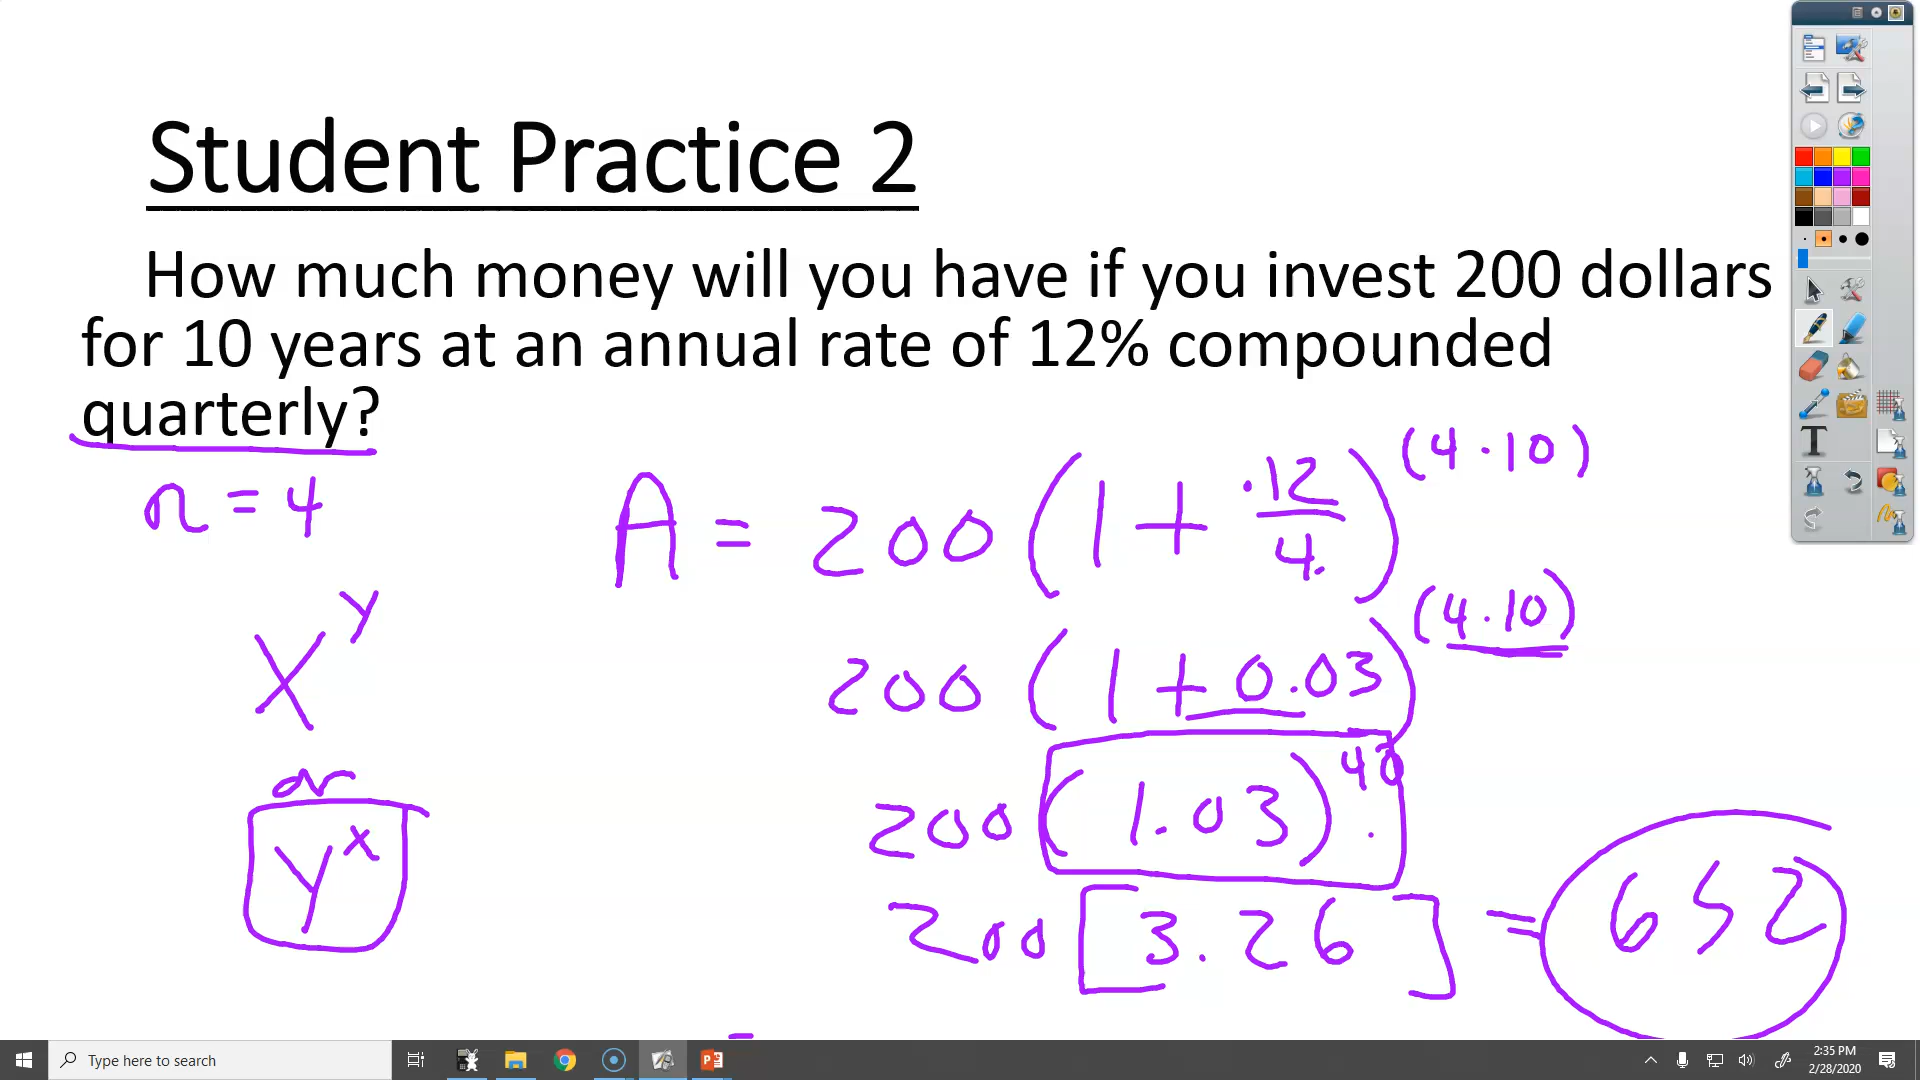 Student Practice 2
How much money will you have if you invest 200 dollars
for 10 years at an annual rate of 12% compounded
quarterly?
n = 4
A = 200 (1 + .12/4)^(4·10)
200 (1 + 0.03)^(4·10)
X^y
or
200 (1.03)^40
Y^x
200 [3.26] = 652
T
Type here to search
2:35 PM
2/28/2020